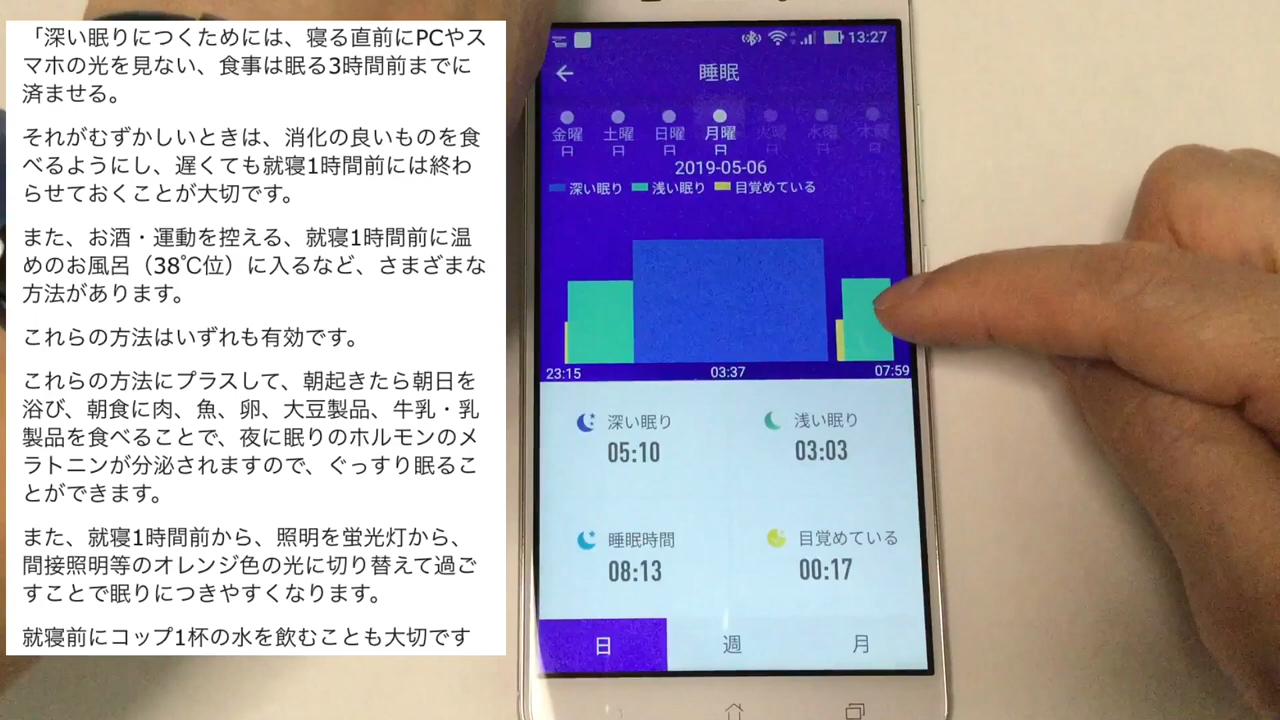 「深い眠りにつくためには、寝る直前にPCやス
マホの光を見ない、食事は眠る3時間前までに
済ませる。
それがむずかしいときは、消化の良いものを食
べるようにし、遅くても就寝1時間前には終わ
らせておくことが大切です。
また、お酒・運動を控える、就寝1時間前に温
めのお風呂（38℃位）に入るなど、さまざまな
方法があります。
これらの方法はいずれも有効です。
これらの方法にプラスして、朝起きたら朝日を
浴び、朝食に肉、魚、卵、大豆製品、牛乳・乳
製品を食べることで、夜に眠りのホルモンのメ
ラトニンが分泌されますので、ぐっすり眠るこ
とができます。
また、就寝1時間前から、照明を蛍光灯から、
間接照明等のオレンジ色の光に切り替えて過ご
すことで眠りにつきやすくなります。
就寝前にコップ1杯の水を飲むことも大切です
13:27
睡眠
金曜日 土曜日 日曜日 月曜日 火曜日 水曜日 木曜日
2019-05-06
深い眠り 浅い眠り 目覚めている
23:15 03:37 07:59
深い眠り 浅い眠り
05:10 03:03
睡眠時間 目覚めている
08:13 00:17
日 週 月